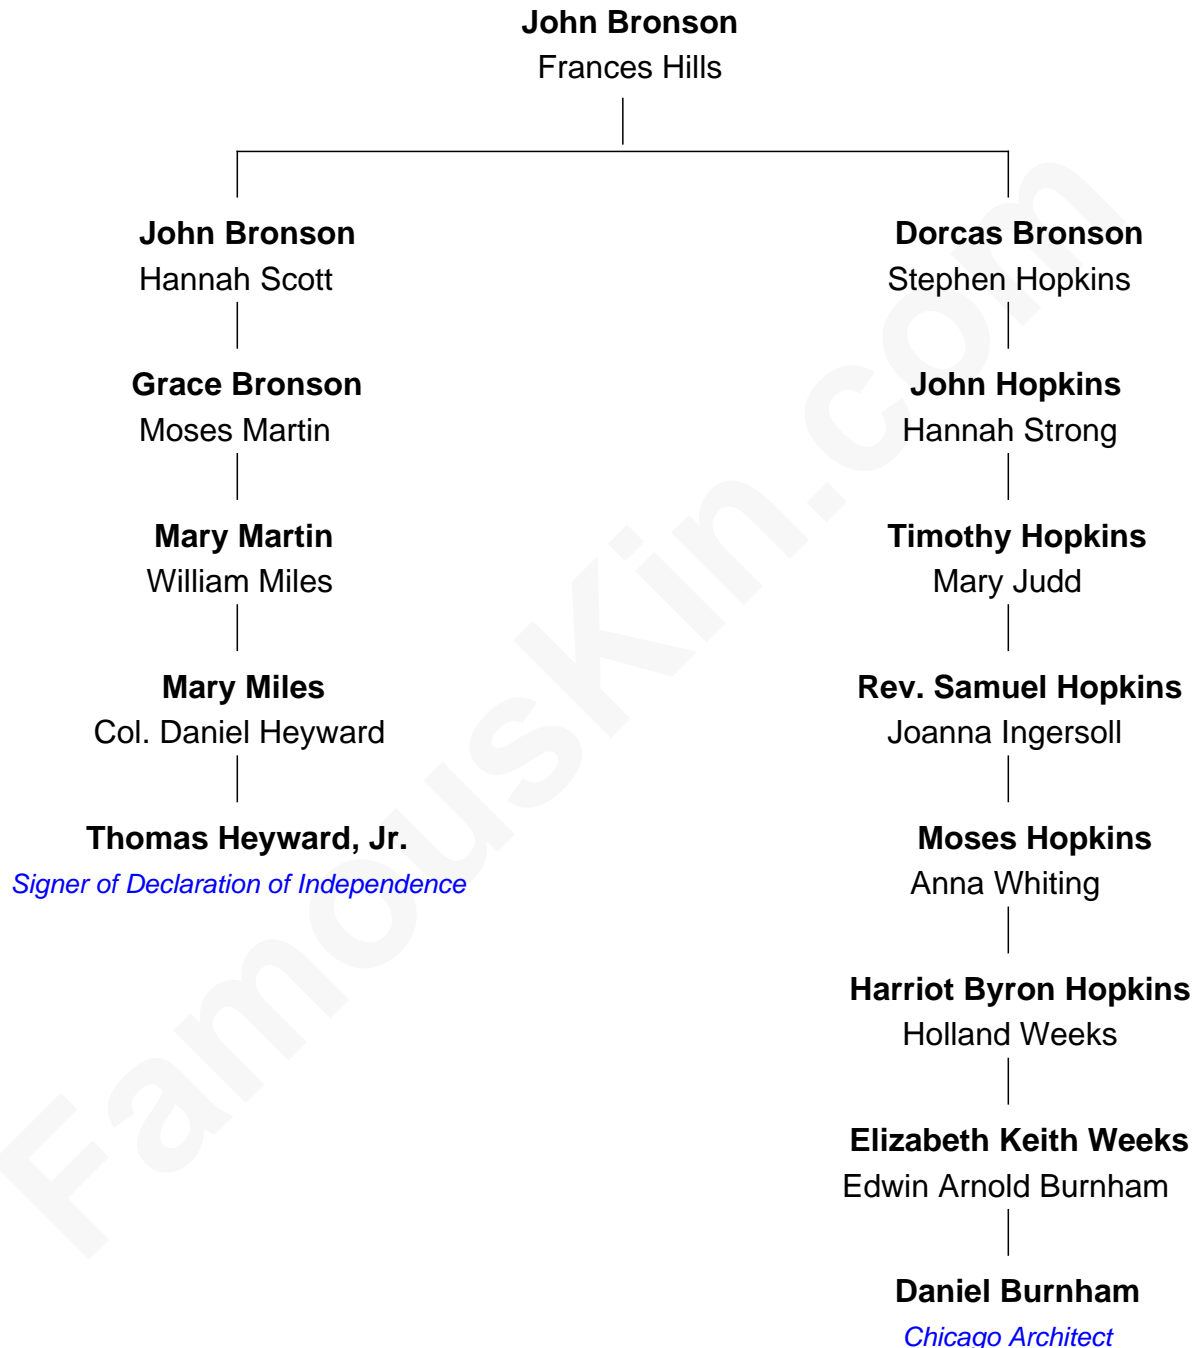 John Bronson
Frances Hills
John Bronson
Hannah Scott
Grace Bronson
Moses Martin
Mary Martin
William Miles
Mary Miles
Col. Daniel Heyward
Thomas Heyward, Jr.
Signer of Declaration of Independence
Dorcas Bronson
Stephen Hopkins
John Hopkins
Hannah Strong
Timothy Hopkins
Mary Judd
Rev. Samuel Hopkins
Joanna Ingersoll
Moses Hopkins
Anna Whiting
Harriot Byron Hopkins
Holland Weeks
Elizabeth Keith Weeks
Edwin Arnold Burnham
Daniel Burnham
Chicago Architect
FamousKin.com